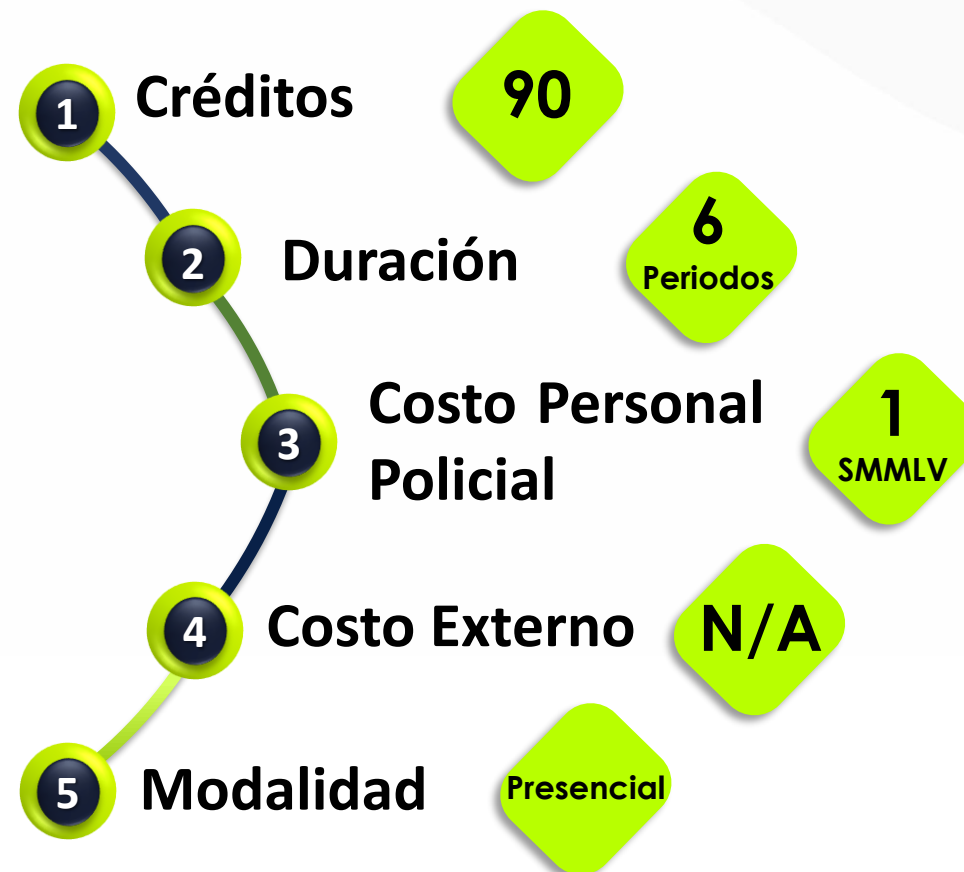 1 Créditos 90
2 Duración 6
Periodos
3 Costo Personal
Policial
1
SMMLV
4 Costo Externo N/A
5 Modalidad Presencial